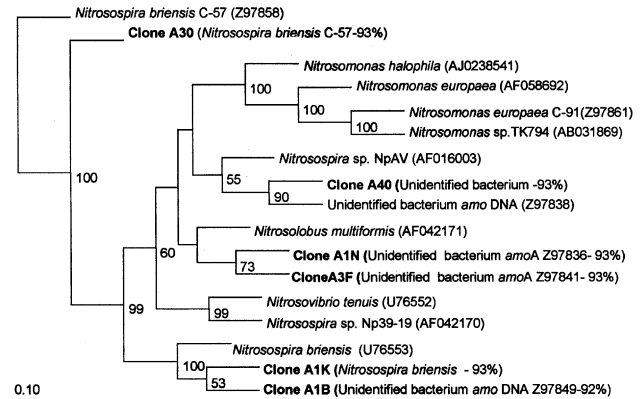 Nitrosospira briensis C-57 (Z97858)
Clone A30 (Nitrosospira briensis C-57-93%)
Nitrosomonas halophila (AJ0238541)
100
Nitrosomonas europaea (AF058692)
100
Nitrosomonas europaea C-91(Z97861)
100
Nitrosomonas sp.TK794 (AB031869)
Nitrosospira sp. NpAV (AF016003)
100
55
Clone A40 (Unidentified bacterium -93%)
90
Unidentified bacterium amo DNA (Z97838)
Nitrosolobus multiformis (AF042171)
60
Clone A1N (Unidentified bacterium amoA Z97836- 93%)
73
CloneA3F (Unidentified bacterium amoA Z97841- 93%)
Nitrosovibrio tenuis (U76552)
99
99
Nitrosospira sp. Np39-19 (AF042170)
Nitrosospira briensis (U76553)
100
Clone A1K (Nitrosospira briensis - 93%)
53
0.10
Clone A1B (Unidentified bacterium amo DNA Z97849-92%)